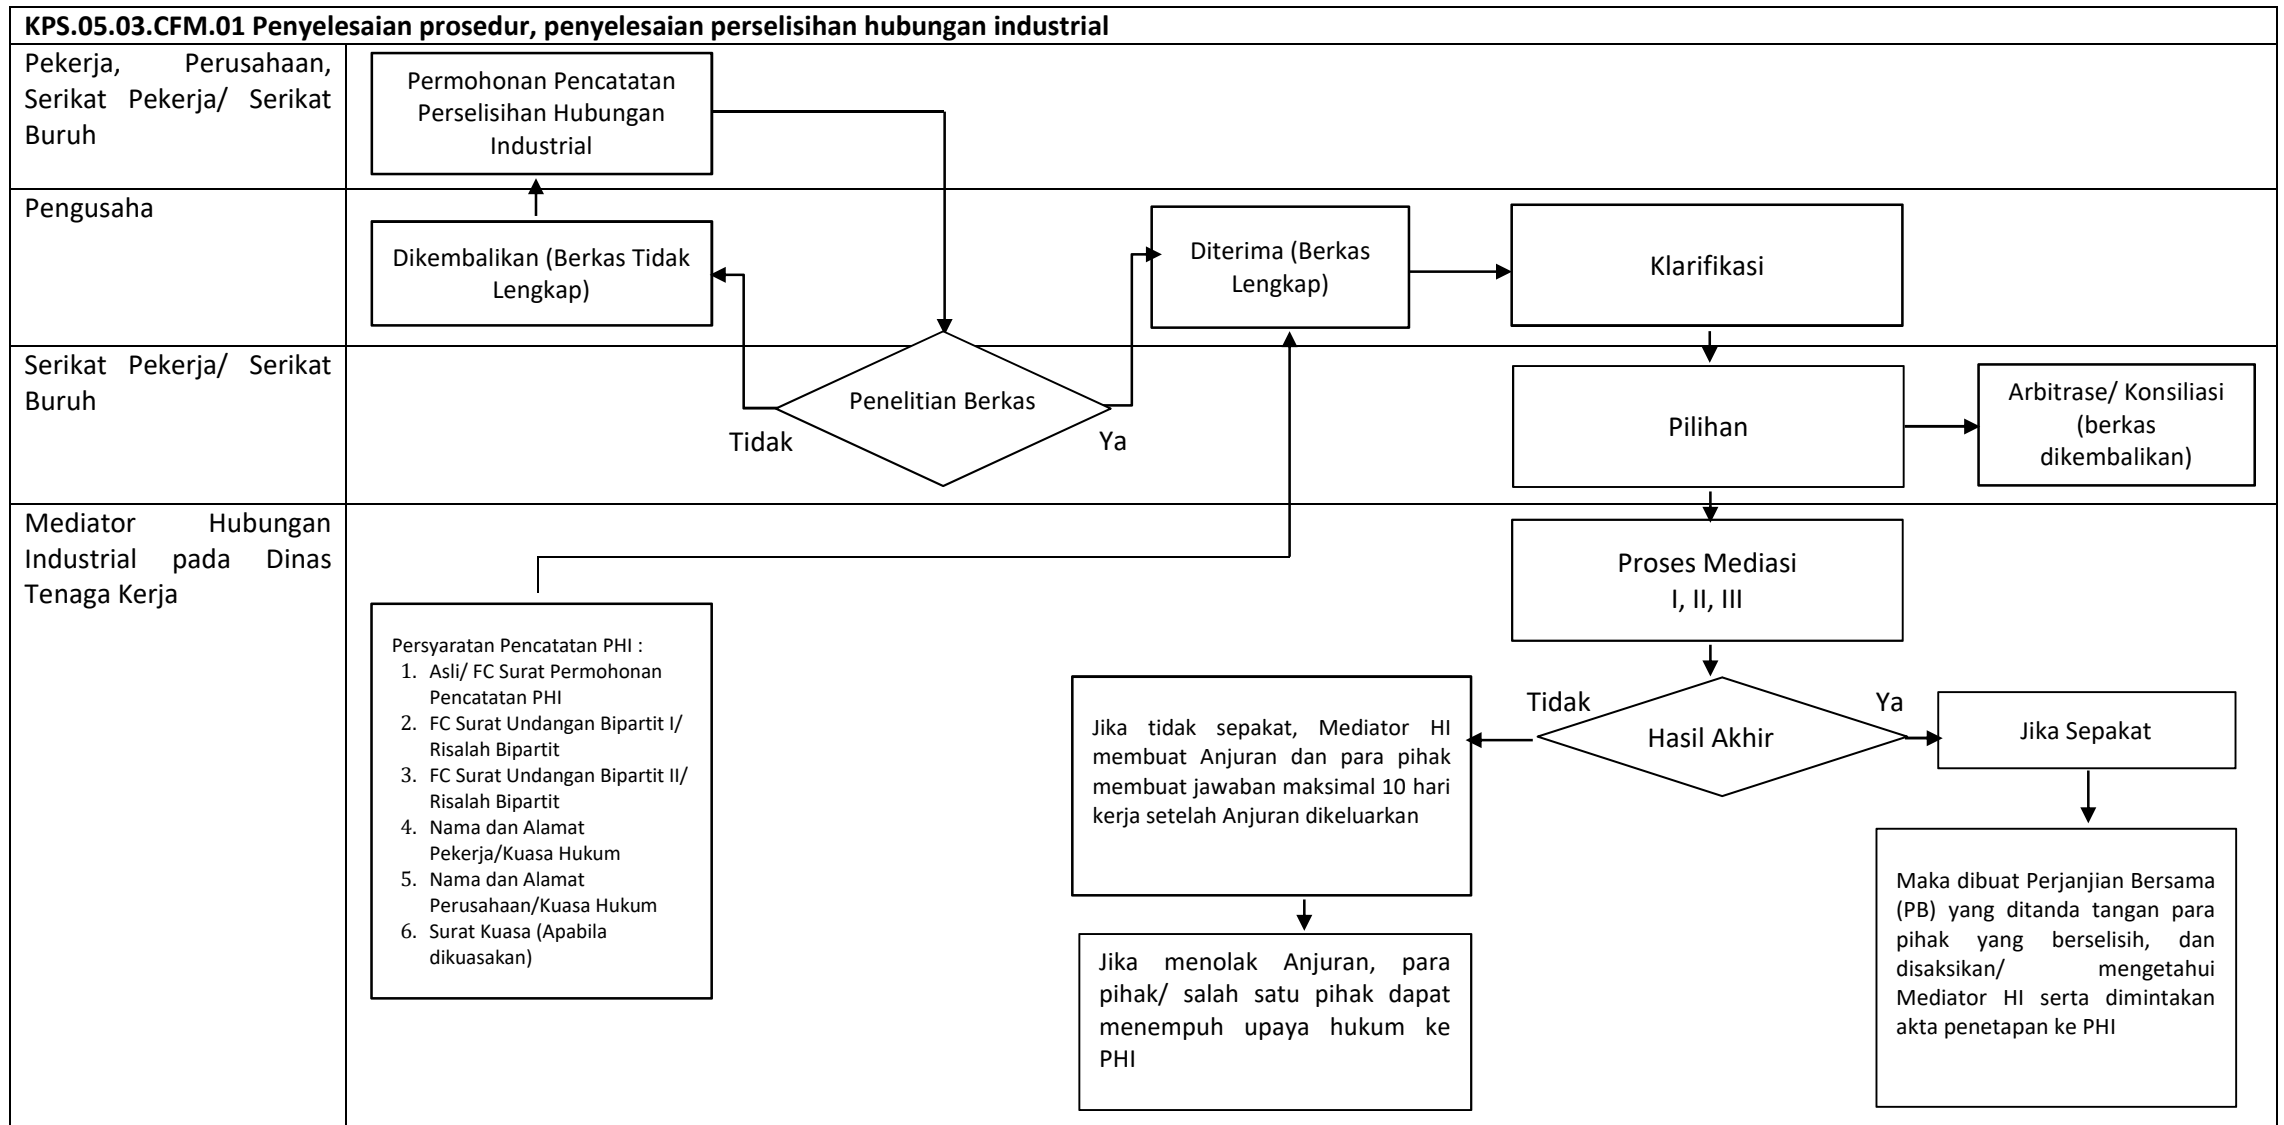 KPS.05.03.CFM.01 Penyelesaian prosedur, penyelesaian perselisihan hubungan industrial
Pekerja, Perusahaan,
Serikat Pekerja/ Serikat
Buruh
Permohonan Pencatatan
Perselisihan Hubungan
Industrial
Pengusaha
Dikembalikan (Berkas Tidak
Lengkap)
Diterima (Berkas
Lengkap)
Klarifikasi
Serikat Pekerja/ Serikat
Buruh
Penelitian Berkas
Tidak
Ya
Pilihan
Arbitrase/ Konsiliasi
(berkas
dikembalikan)
Mediator Hubungan
Industrial pada Dinas
Tenaga Kerja
Persyaratan Pencatatan PHI :
1. Asli/ FC Surat Permohonan
Pencatatan PHI
2. FC Surat Undangan Bipartit I/
Risalah Bipartit
3. FC Surat Undangan Bipartit II/
Risalah Bipartit
4. Nama dan Alamat
Pekerja/Kuasa Hukum
5. Nama dan Alamat
Perusahaan/Kuasa Hukum
6. Surat Kuasa (Apabila
dikuasakan)
Proses Mediasi
I, II, III
Tidak
Hasil Akhir
Ya
Jika tidak sepakat, Mediator HI
membuat Anjuran dan para pihak
membuat jawaban maksimal 10 hari
kerja setelah Anjuran dikeluarkan
Jika menolak Anjuran, para
pihak/ salah satu pihak dapat
menempuh upaya hukum ke
PHI
Jika Sepakat
Maka dibuat Perjanjian Bersama
(PB) yang ditanda tangan para
pihak yang berselisih, dan
disaksikan/ mengetahui
Mediator HI serta dimintakan
akta penetapan ke PHI